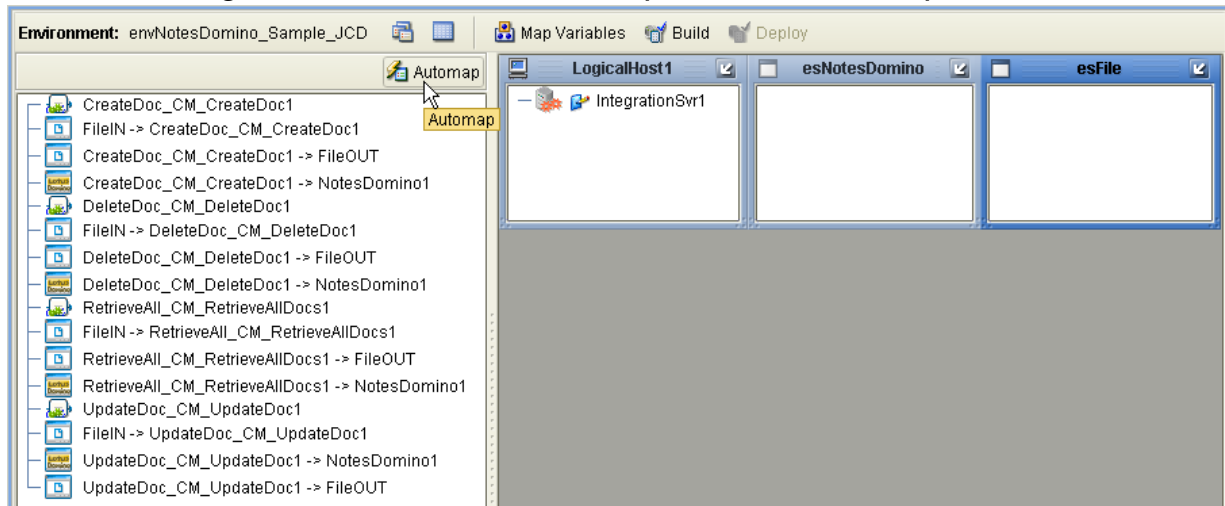 Environment: envNotesDomino_Sample_JCD Map Variables Build Deploy
Automap
Automap
LogicalHost1 esNotesDomino esFile
IntegrationSvr1
CreateDoc_CM_CreateDoc1
FileIN -> CreateDoc_CM_CreateDoc1
CreateDoc_CM_CreateDoc1 -> FileOUT
CreateDoc_CM_CreateDoc1 -> NotesDomino1
DeleteDoc_CM_DeleteDoc1
FileIN -> DeleteDoc_CM_DeleteDoc1
DeleteDoc_CM_DeleteDoc1 -> FileOUT
DeleteDoc_CM_DeleteDoc1 -> NotesDomino1
RetrieveAll_CM_RetrieveAllDocs1
FileIN -> RetrieveAll_CM_RetrieveAllDocs1
RetrieveAll_CM_RetrieveAllDocs1 -> FileOUT
RetrieveAll_CM_RetrieveAllDocs1 -> NotesDomino1
UpdateDoc_CM_UpdateDoc1
FileIN -> UpdateDoc_CM_UpdateDoc1
UpdateDoc_CM_UpdateDoc1 -> NotesDomino1
UpdateDoc_CM_UpdateDoc1 -> FileOUT